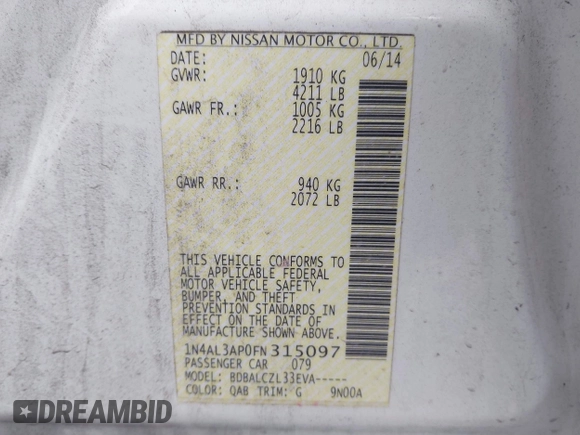 MFD BY NISSAN MOTOR CO., LTD.
DATE: 06/14
GVWR: 1910 KG
4211 LB
GAWR FR.: 1005 KG
2216 LB
GAWR RR.: 940 KG
2072 LB
THIS VEHICLE CONFORMS TO
ALL APPLICABLE FEDERAL
MOTOR VEHICLE SAFETY,
BUMPER, AND THEFT
PREVENTION STANDARDS IN
EFFECT ON THE DATE OF
MANUFACTURE SHOWN ABOVE.
1N4AL3AP0FN315097
PASSENGER CAR 079
MODEL: BDBALCZL33EVA-----
COLOR: QAB TRIM: G 9N00A
EPICVIN